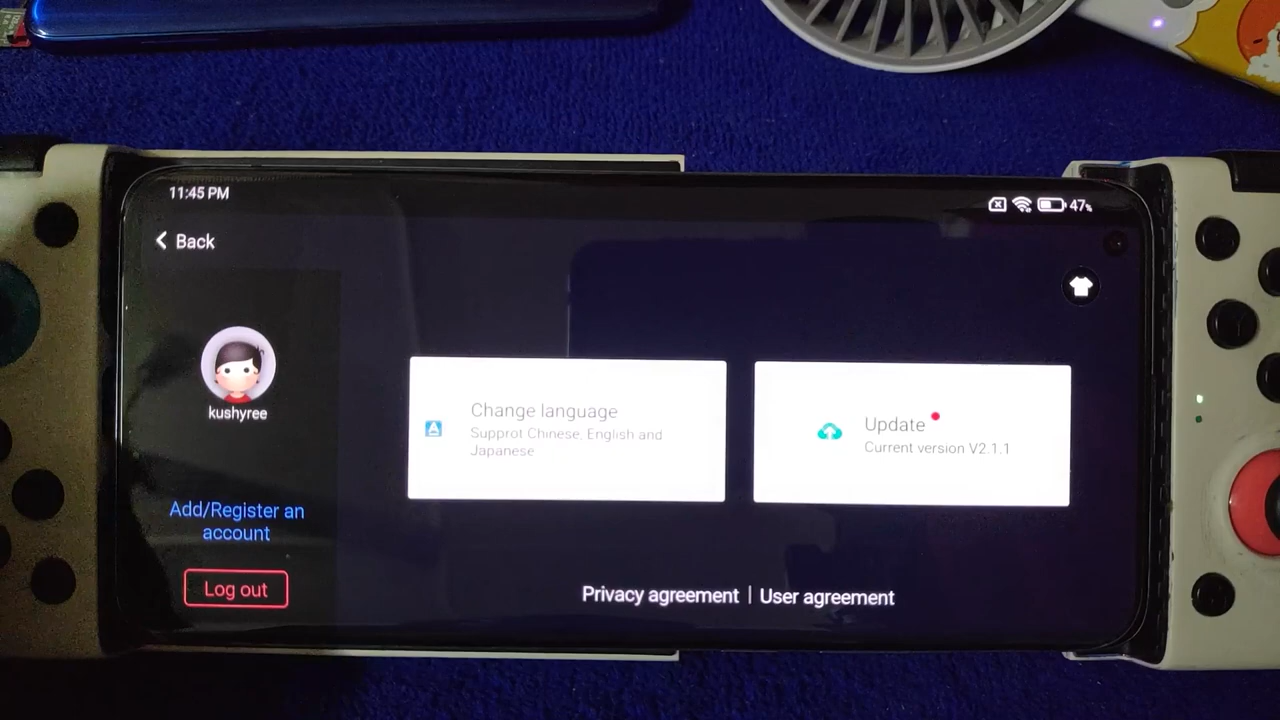 11:45 PM
47%
Back
kushyree
Add/Register an
account
Log out
Change language
Supprot Chinese, English and
Japanese
Update
Current version V2.1.1
Privacy agreement | User agreement